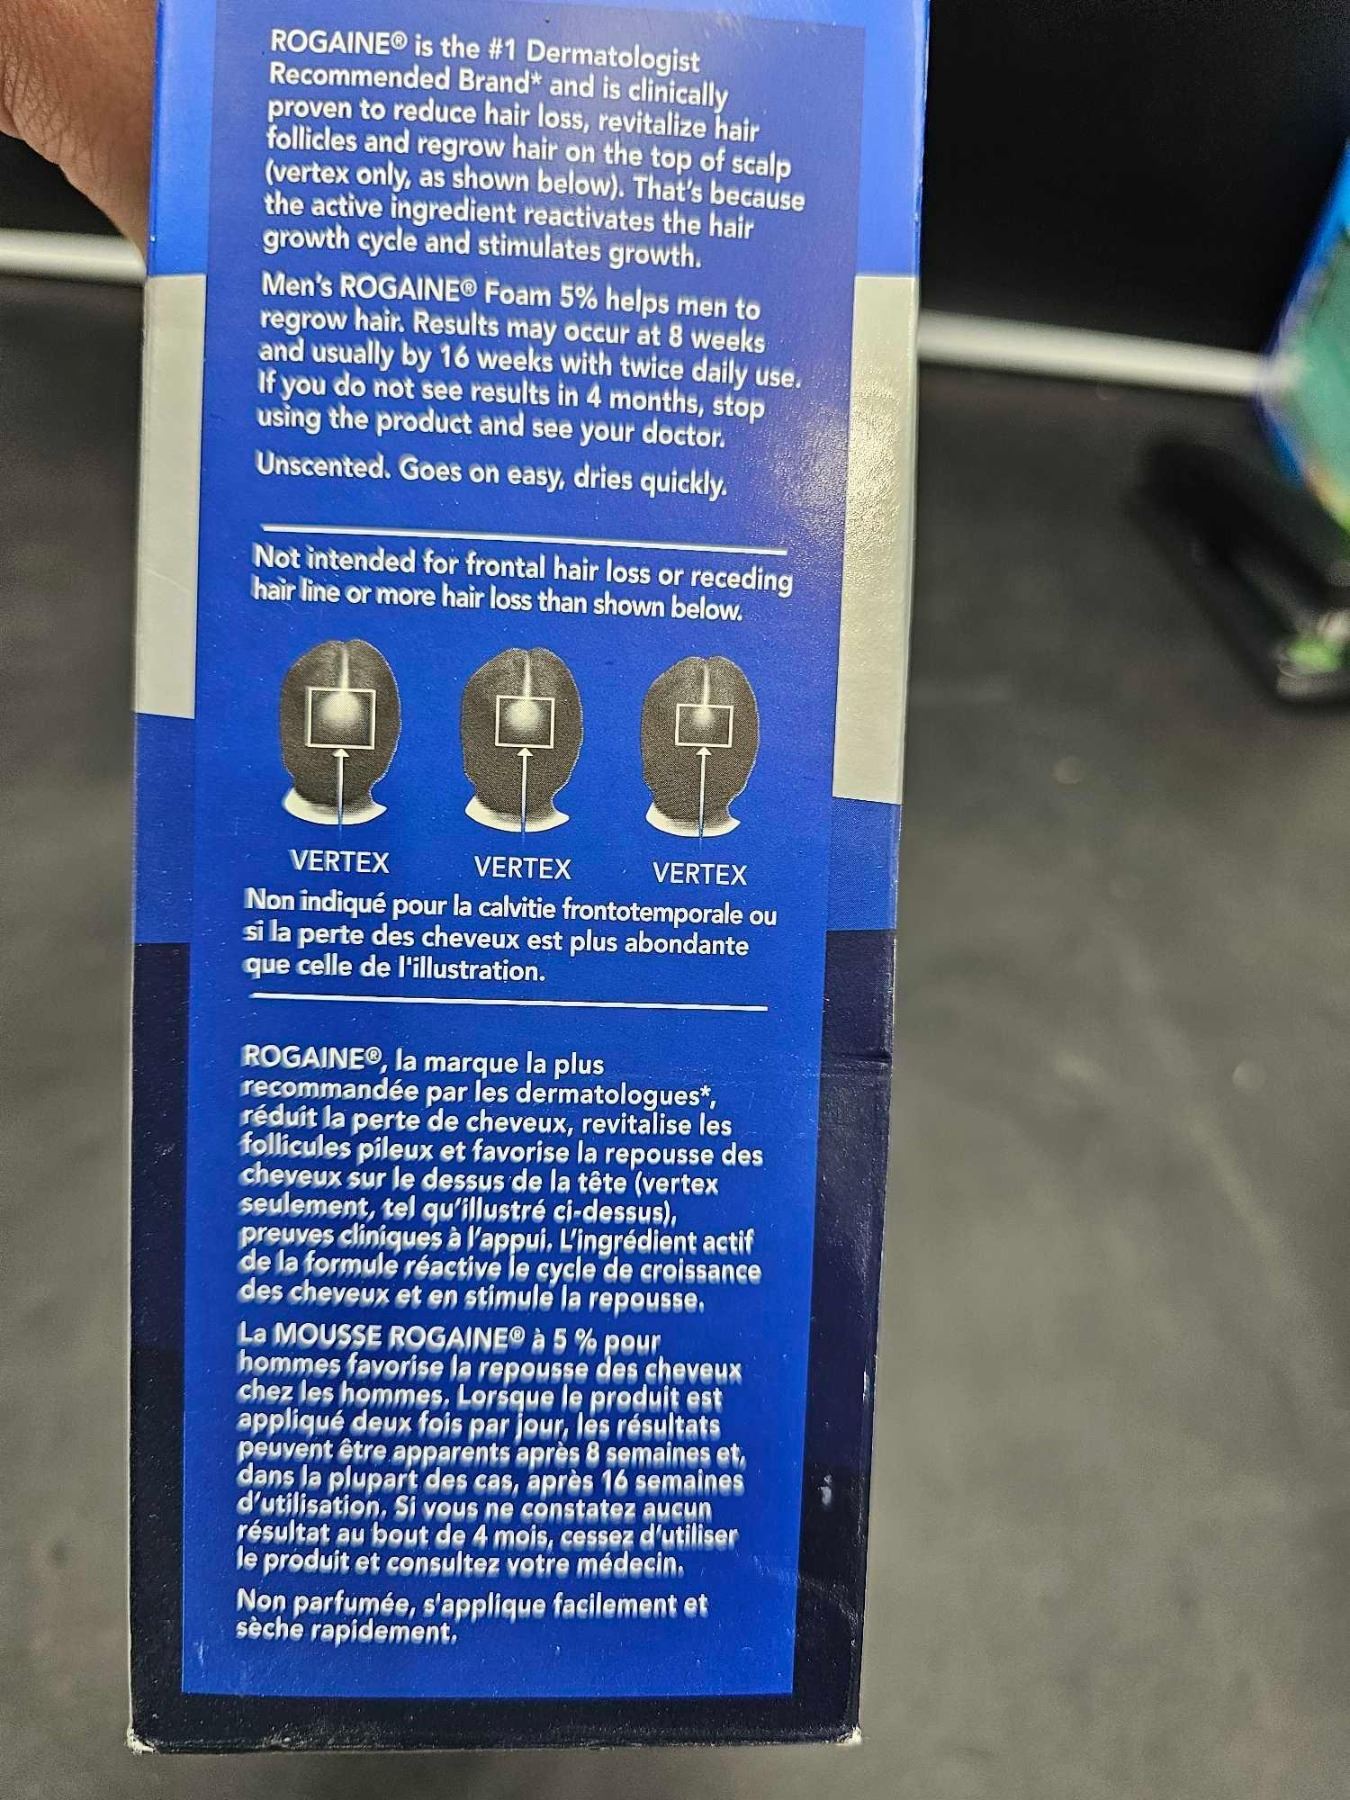 ROGAINE® is the #1 Dermatologist
Recommended Brand* and is clinically
proven to reduce hair loss, revitalize hair
follicles and regrow hair on the top of scalp
(vertex only, as shown below). That's because
the active ingredient reactivates the hair
growth cycle and stimulates growth.
Men's ROGAINE® Foam 5% helps men to
regrow hair. Results may occur at 8 weeks
and usually by 16 weeks with twice daily use.
If you do not see results in 4 months, stop
using the product and see your doctor.
Unscented. Goes on easy, dries quickly.
Not intended for frontal hair loss or receding
hair line or more hair loss than shown below.
VERTEX VERTEX VERTEX
Non indiqué pour la calvitie frontotemporale ou
si la perte des cheveux est plus abondante
que celle de l'illustration.
ROGAINE®, la marque la plus
recommandée par les dermatologues*,
réduit la perte de cheveux, revitalise les
follicules pileux et favorise la repousse des
cheveux sur le dessus de la tête (vertex
seulement, tel qu'illustré ci-dessus),
preuves cliniques à l'appui. L'ingrédient actif
de la formule réactive le cycle de croissance
des cheveux et en stimule la repousse.
La MOUSSE ROGAINE® à 5 % pour
hommes favorise la repousse des cheveux
chez les hommes. Lorsque le produit est
appliqué deux fois par jour, les résultats
peuvent être apparents après 8 semaines et,
dans la plupart des cas, après 16 semaines
d'utilisation. Si vous ne constatez aucun
résultat au bout de 4 mois, cessez d'utiliser
le produit et consultez votre médecin.
Non parfumée, s'applique facilement et
sèche rapidement.